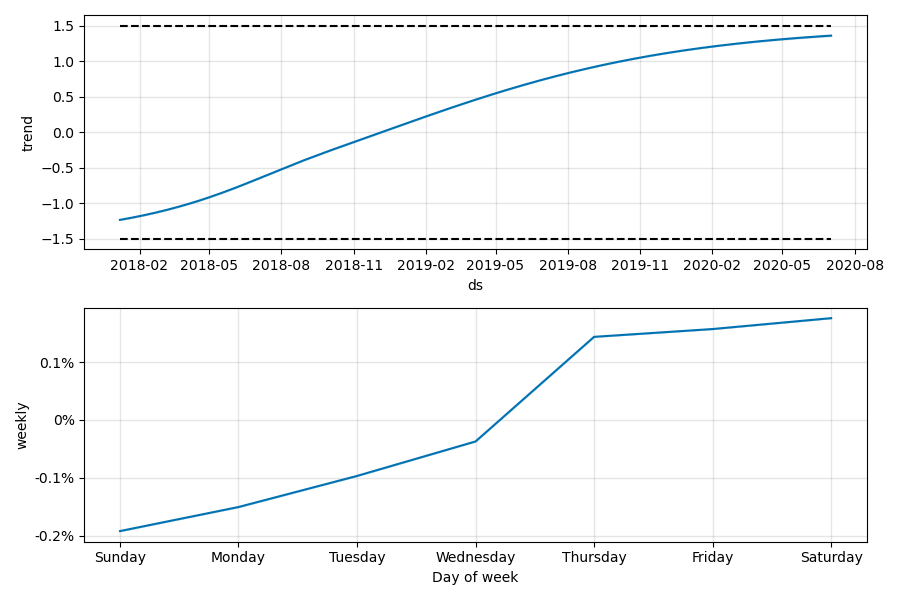 1.5
1.0
0.5
0.0
−0.5
−1.0
−1.5
trend
2018-02 2018-05 2018-08 2018-11 2019-02 2019-05 2019-08 2019-11 2020-02 2020-05 2020-08
ds
0.1%
0%
-0.1%
-0.2%
weekly
Sunday Monday Tuesday Wednesday Thursday Friday Saturday
Day of week